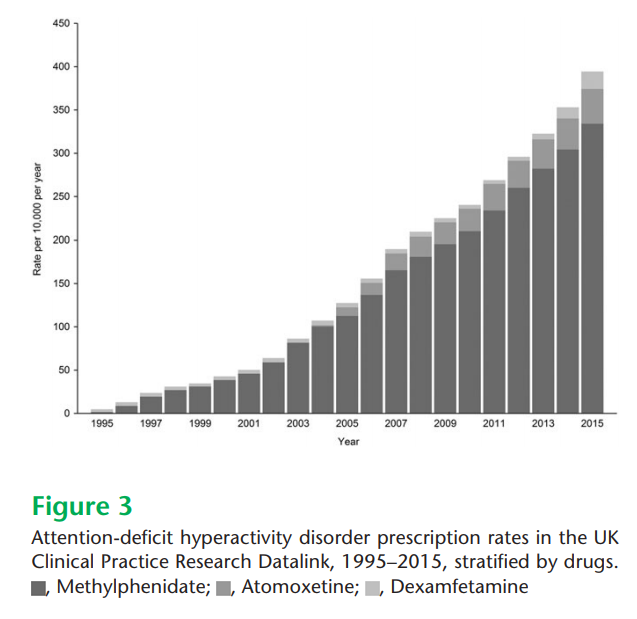 450
400
350
300
250
200
150
100
50
0
Rate per 10,000 per year
1995 1997 1999 2001 2003 2005 2007 2009 2011 2013 2015
Year
Figure 3
Attention-deficit hyperactivity disorder prescription rates in the UK
Clinical Practice Research Datalink, 1995–2015, stratified by drugs.
, Methylphenidate; , Atomoxetine; , Dexamfetamine